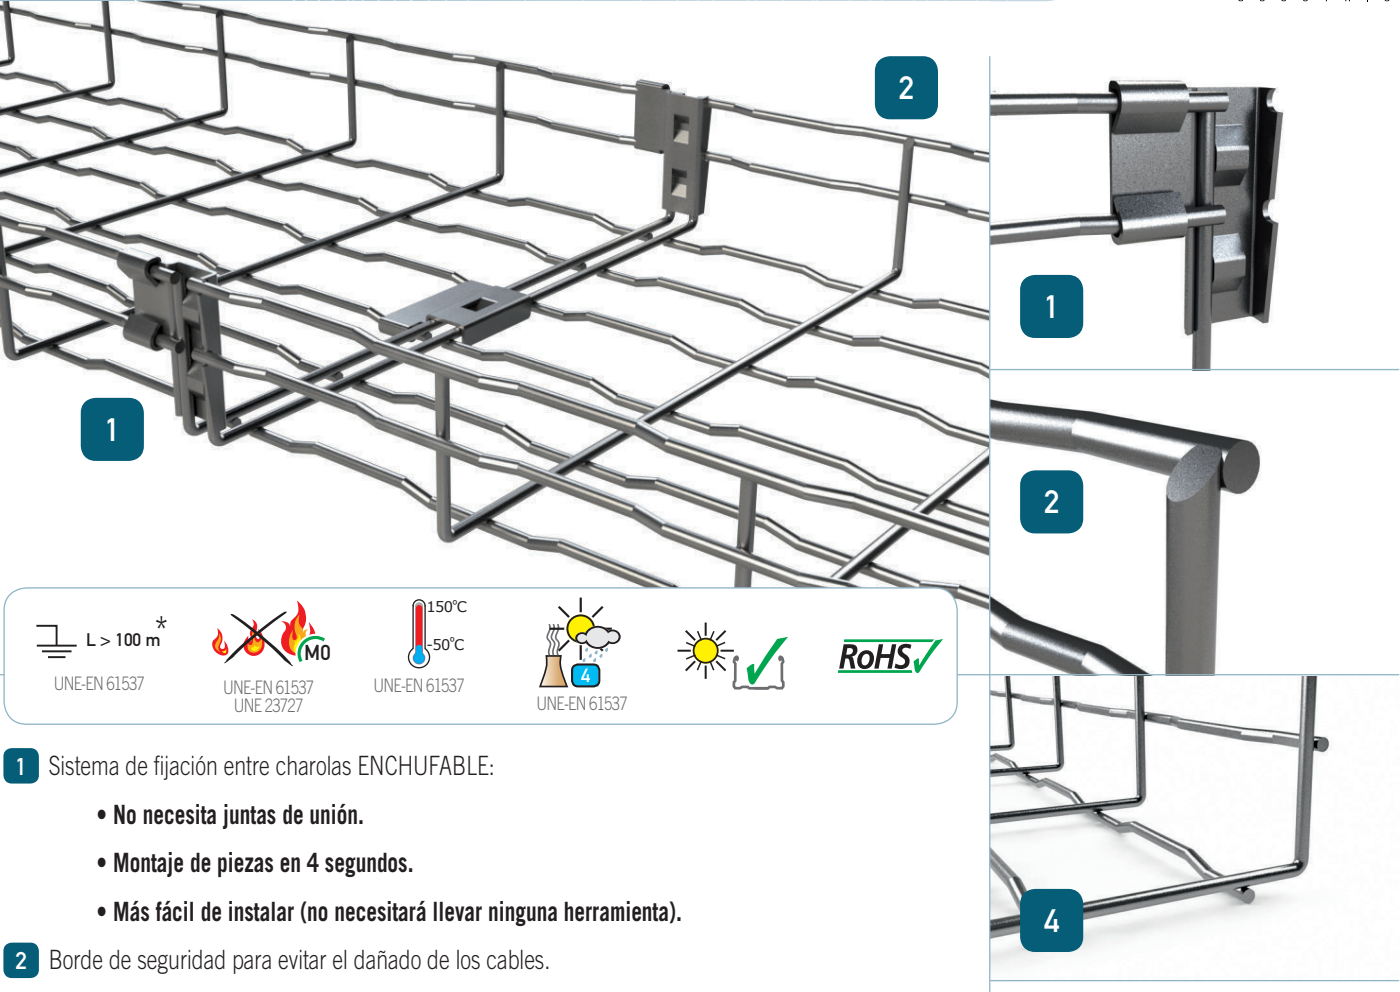 2
1
1
2
4
L > 100 m*
UNE-EN 61537
M0
UNE-EN 61537
UNE 23727
150°C
-50°C
UNE-EN 61537
4
UNE-EN 61537
RoHS
1 Sistema de fijación entre charolas ENCHUFABLE:
• No necesita juntas de unión.
• Montaje de piezas en 4 segundos.
• Más fácil de instalar (no necesitará llevar ninguna herramienta).
2 Borde de seguridad para evitar el dañado de los cables.